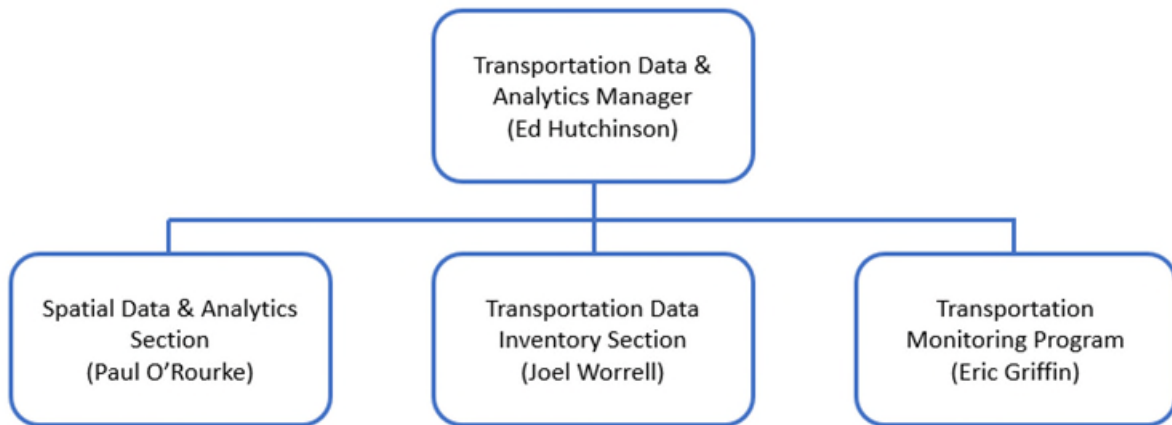 Transportation Data &
Analytics Manager
(Ed Hutchinson)
Spatial Data & Analytics
Section
(Paul O’Rourke)
Transportation Data
Inventory Section
(Joel Worrell)
Transportation
Monitoring Program
(Eric Griffin)